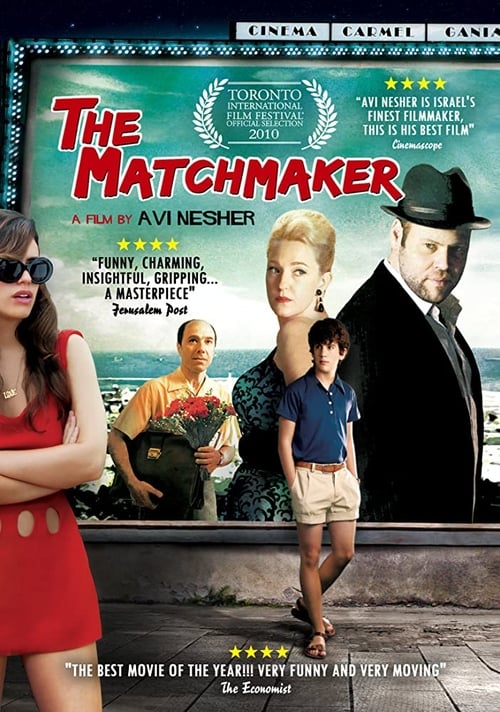 CINEMA CARMEL
TORONTO
INTERNATIONAL
FILM FESTIVAL
OFFICIAL SELECTION
2010
"AVI NESHER IS ISRAEL'S
FINEST FILMMAKER,
THIS IS HIS BEST FILM"
Cinemascope
THE
MATCHMAKER
A FILM BY AVI NESHER
"FUNNY, CHARMING,
INSIGHTFUL, GRIPPING...
A MASTERPIECE"
Jerusalem Post
LOVE
"THE BEST MOVIE OF THE YEAR!!! VERY FUNNY AND VERY MOVING"
The Economist